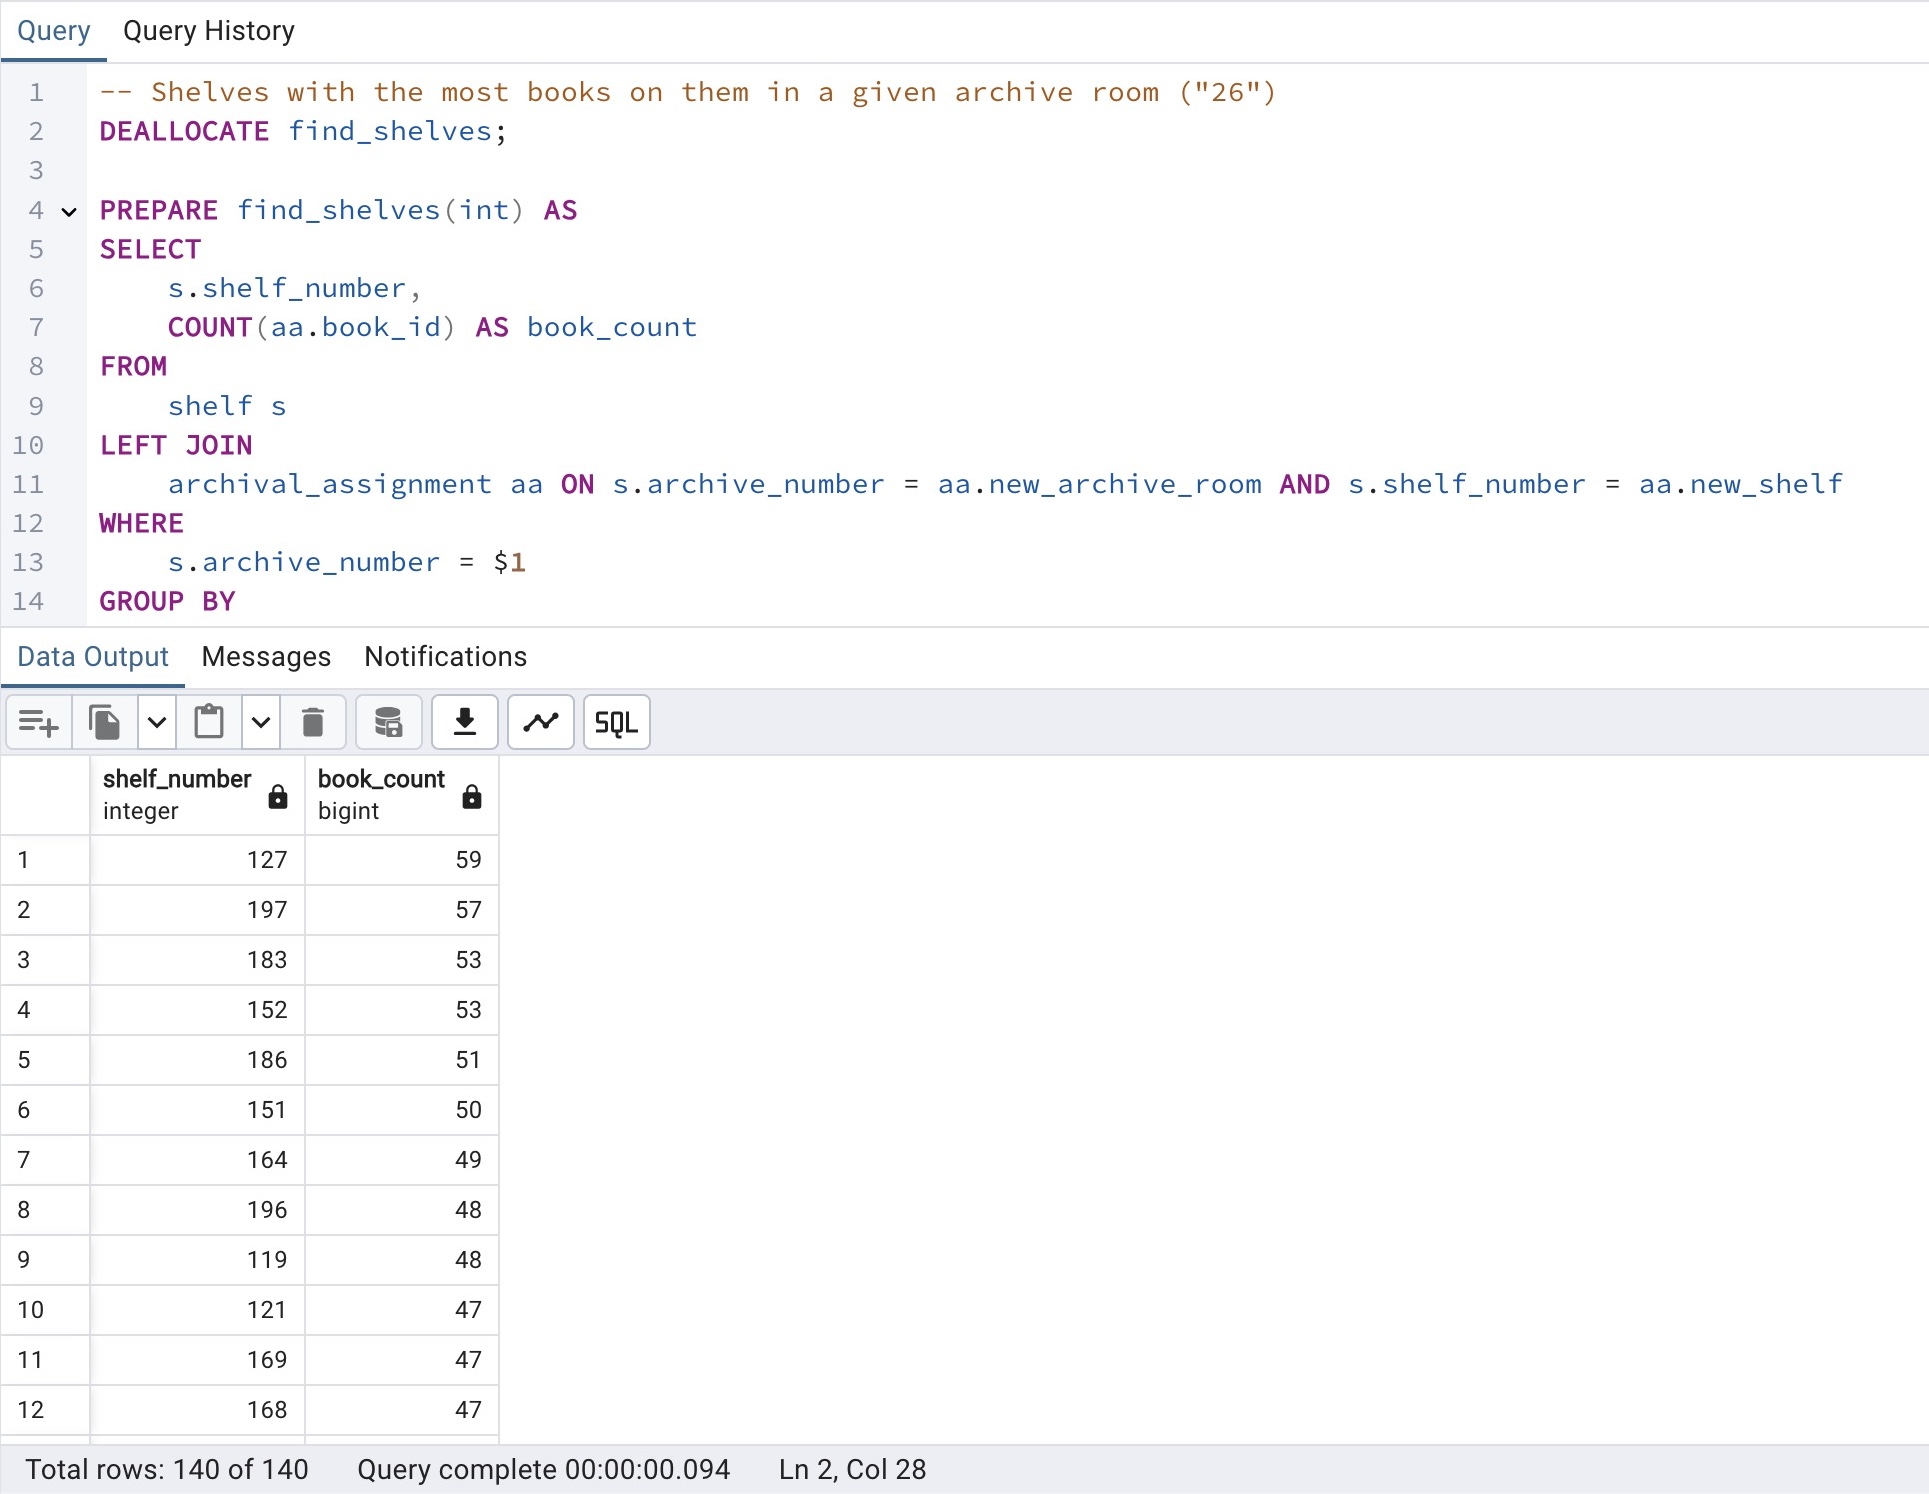 Query Query History
1 -- Shelves with the most books on them in a given archive room ("26")
2 DEALLOCATE find_shelves;
3
4 PREPARE find_shelves(int) AS
5 SELECT
6 s.shelf_number,
7 COUNT(aa.book_id) AS book_count
8 FROM
9 shelf s
10 LEFT JOIN
11 archival_assignment aa ON s.archive_number = aa.new_archive_room AND s.shelf_number = aa.new_shelf
12 WHERE
13 s.archive_number = $1
14 GROUP BY
Data Output Messages Notifications
SQL
shelf_number book_count
integer bigint
1 127 59
2 197 57
3 183 53
4 152 53
5 186 51
6 151 50
7 164 49
8 196 48
9 119 48
10 121 47
11 169 47
12 168 47
Total rows: 140 of 140 Query complete 00:00:00.094 Ln 2, Col 28